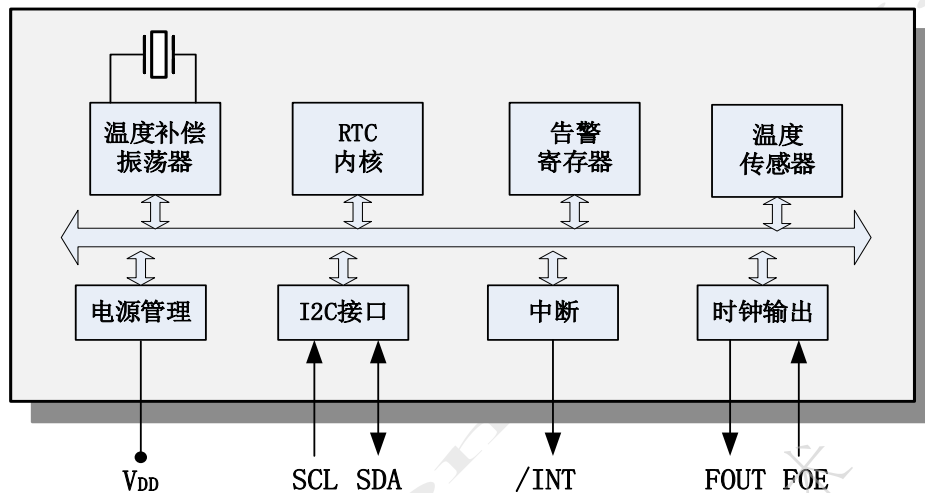 温度补偿
振荡器
RTC
内核
告警
寄存器
温度
传感器
电源管理
I2C接口
中断
时钟输出
VDD
SCL SDA
/INT
FOUT FOE